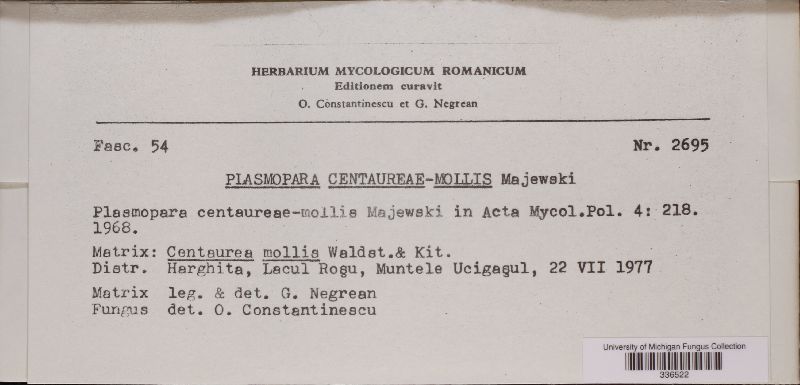 HERBARIUM MYCOLOGICUM ROMANICUM
Editionem curavit
O. Constantinescu et G. Negrean
Fasc. 54 Nr. 2695
PLASMOPARA CENTAUREAE-MOLLIS Majewski
Plasmopara centaureae-mollis Majewski in Acta Mycol.Pol. 4: 218.
1968.
Matrix: Centaurea mollis Waldst.& Kit.
Distr. Harghita, Lacul Roşu, Muntele Ucigaşul, 22 VII 1977
Matrix leg. & det. G. Negrean
Fungus det. O. Constantinescu
University of Michigan Fungus Collection
336522